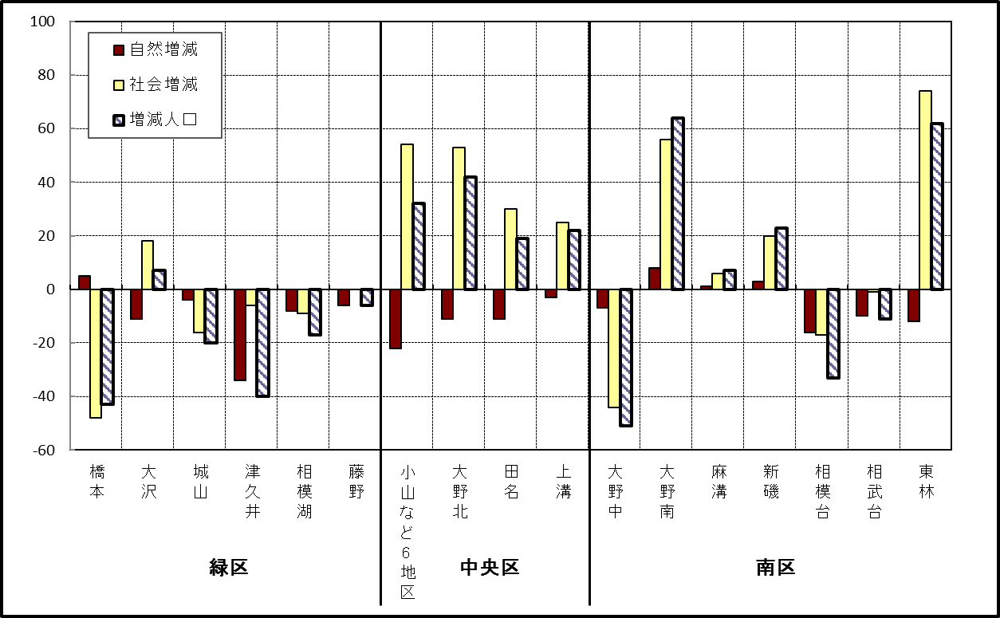 100
80
60
40
20
0
-20
-40
-60
自然増減
社会増減
増減人口
橋本
大沢
城山
津久井
相模湖
藤野
小山など6地区
大野北
田名
上溝
大野中
大野南
麻溝
新磯
相模台
相武台
東林
緑区
中央区
南区